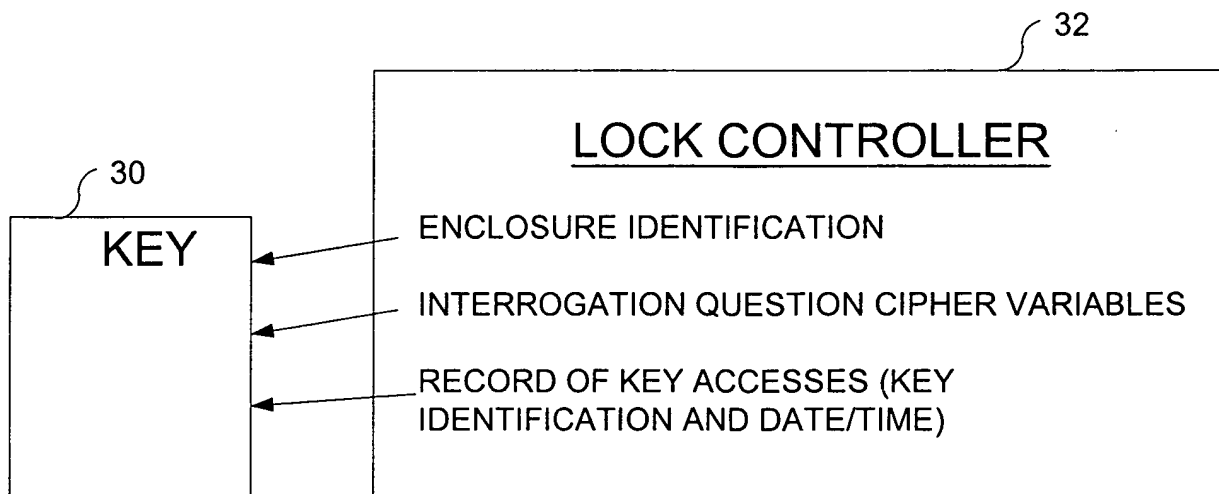 32
LOCK CONTROLLER
30
KEY
ENCLOSURE IDENTIFICATION
INTERROGATION QUESTION CIPHER VARIABLES
RECORD OF KEY ACCESSES (KEY
IDENTIFICATION AND DATE/TIME)